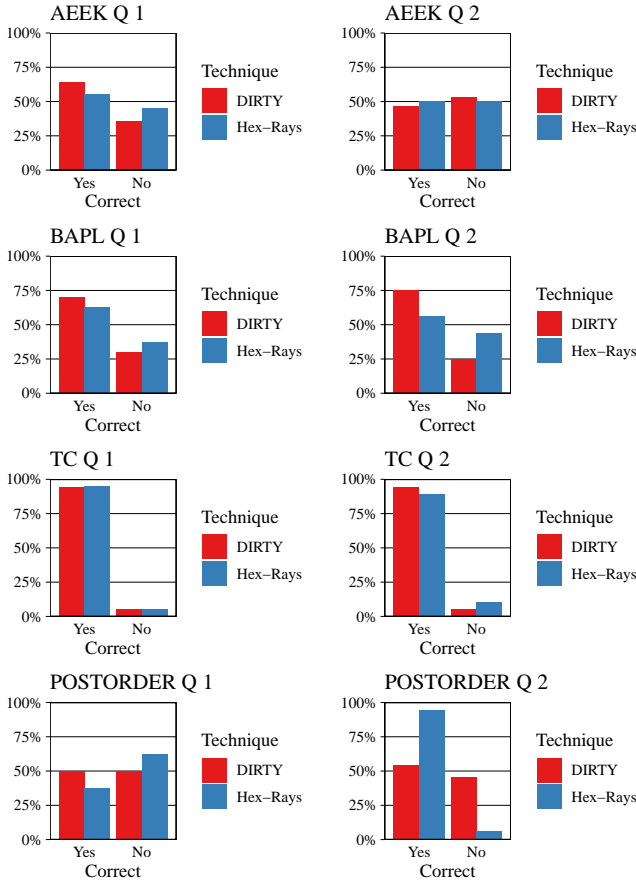 AEEK Q 1
100%
75%
50%
25%
0%
Yes No
Correct
Technique
DIRTY
Hex−Rays
AEEK Q 2
100%
75%
50%
25%
0%
Yes No
Correct
Technique
DIRTY
Hex−Rays
BAPL Q 1
100%
75%
50%
25%
0%
Yes No
Correct
Technique
DIRTY
Hex−Rays
BAPL Q 2
100%
75%
50%
25%
0%
Yes No
Correct
Technique
DIRTY
Hex−Rays
TC Q 1
100%
75%
50%
25%
0%
Yes No
Correct
Technique
DIRTY
Hex−Rays
TC Q 2
100%
75%
50%
25%
0%
Yes No
Correct
Technique
DIRTY
Hex−Rays
POSTORDER Q 1
100%
75%
50%
25%
0%
Yes No
Correct
Technique
DIRTY
Hex−Rays
POSTORDER Q 2
100%
75%
50%
25%
0%
Yes No
Correct
Technique
DIRTY
Hex−Rays